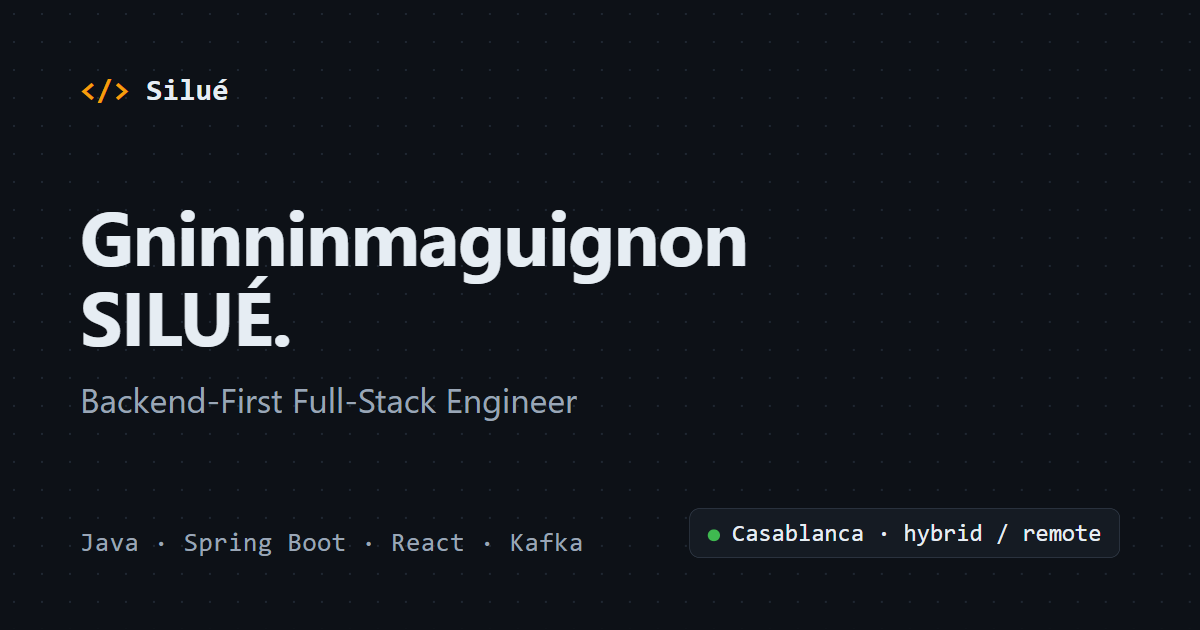 </> Silué
Gninninmaguignon
SILUÉ.
Backend-First Full-Stack Engineer
Java · Spring Boot · React · Kafka
Casablanca · hybrid / remote